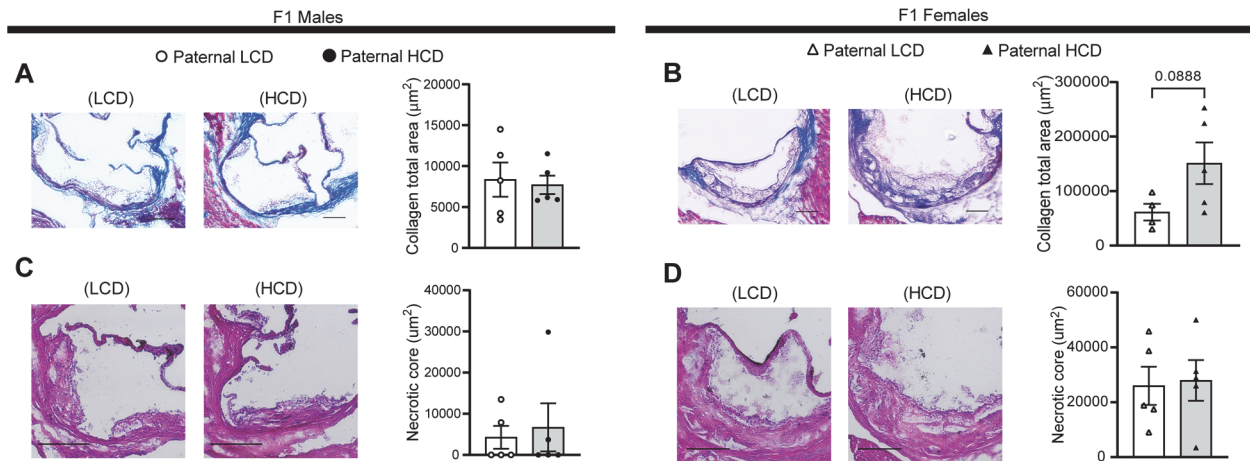 F1 Males
F1 Females
Paternal LCD
Paternal HCD
Paternal LCD
Paternal HCD
A
(LCD)
(HCD)
Collagen total area (µm²)
20000
15000
10000
5000
0
B
(LCD)
(HCD)
Collagen total area (µm²)
300000
200000
100000
0
0.0888
C
(LCD)
(HCD)
Necrotic core (um²)
40000
30000
20000
10000
0
D
(LCD)
(HCD)
Necrotic core (um²)
60000
40000
20000
0